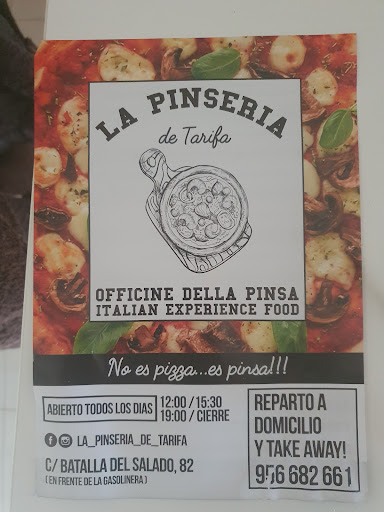 LA PINSERIA
de Tarifa
OFFICINE DELLA PINSA
ITALIAN EXPERIENCE FOOD
No es pizza...es pinsa!!!
ABIERTO TODOS LOS DIAS
12:00 / 15:30
19:00 / CIERRE
LA_PINSERIA_DE_TARIFA
C/ BATALLA DEL SALADO, 82
( EN FRENTE DE LA GASOLINERA )
REPARTO A
DOMICILIO
Y TAKE AWAY!
956 682 661